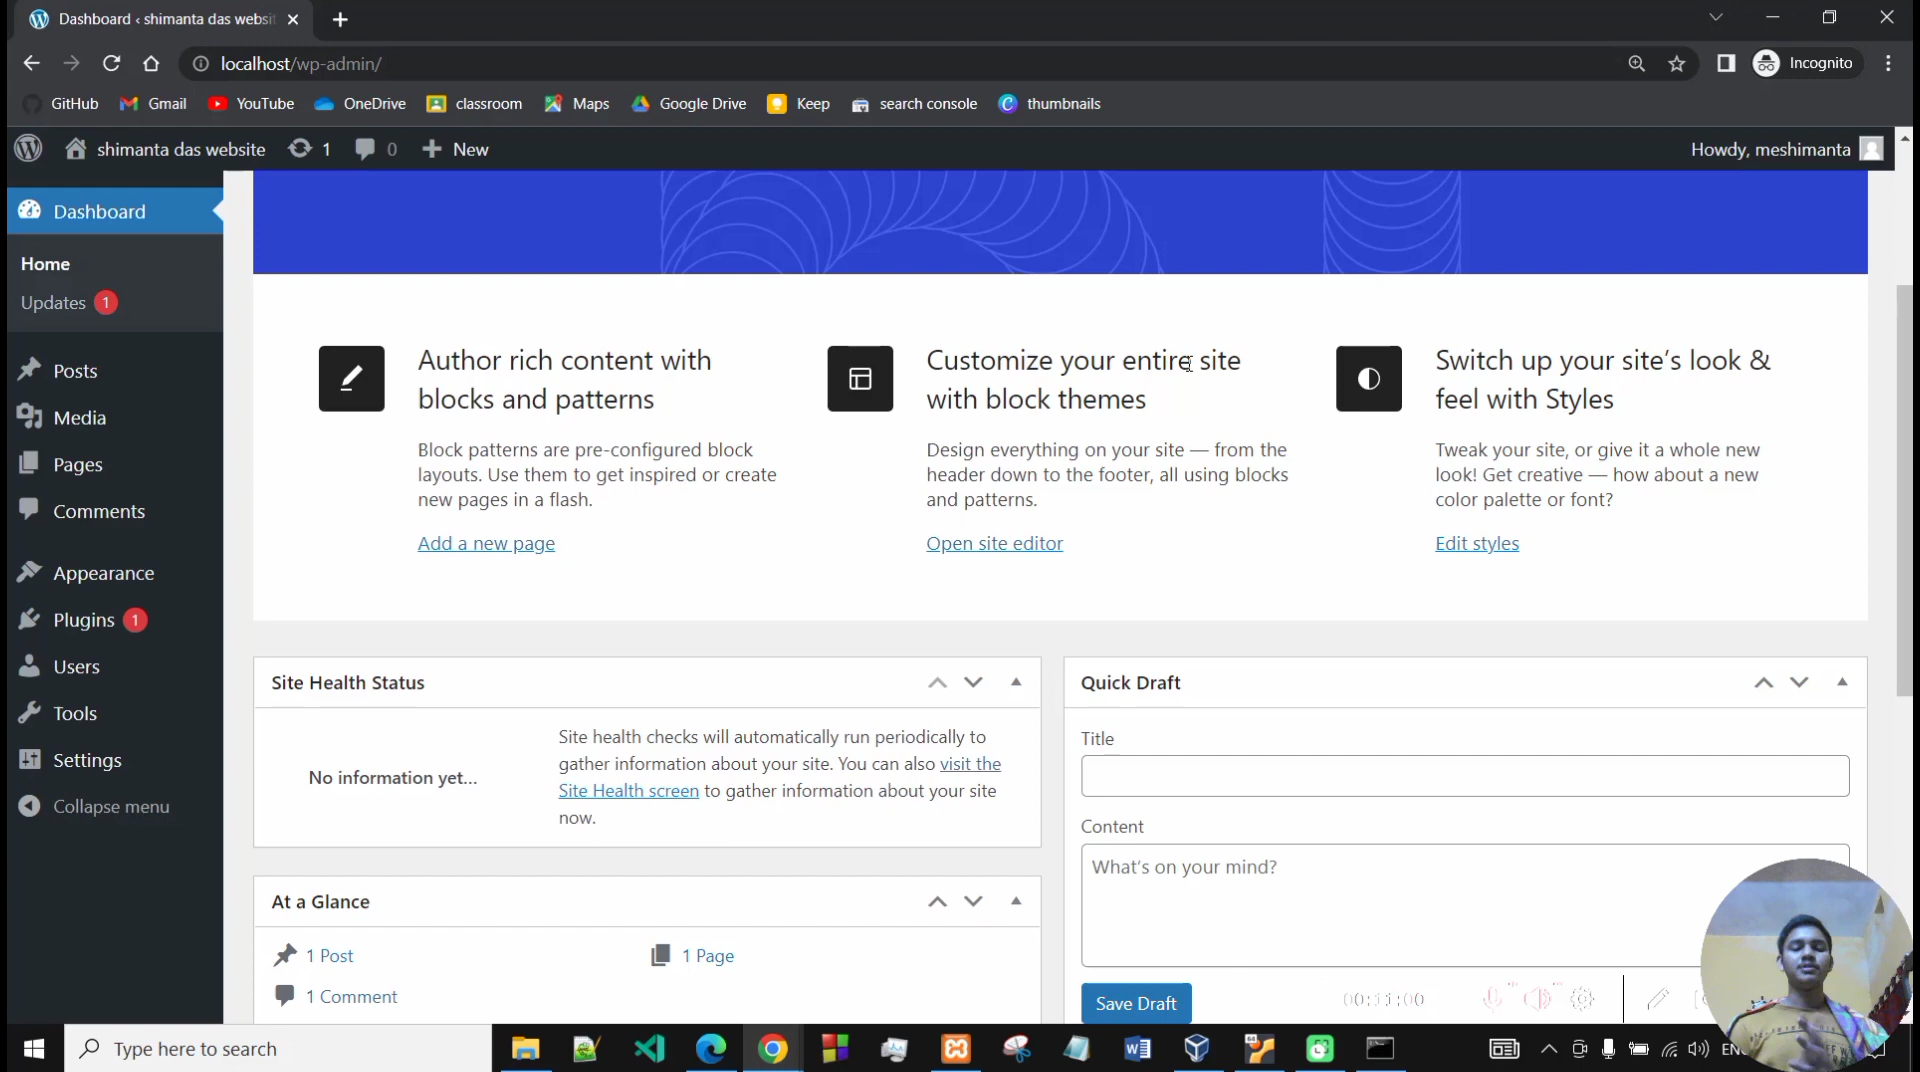 Dashboard ‹ shimanta das websi
localhost/wp-admin/
Incognito
GitHub
Gmail
YouTube
OneDrive
classroom
Maps
Google Drive
Keep
search console
thumbnails
shimanta das website
1
0
New
Howdy, meshimanta
Dashboard
Home
Updates 1
Posts
Media
Pages
Comments
Appearance
Plugins 1
Users
Tools
Settings
Collapse menu
Author rich content with
blocks and patterns
Block patterns are pre-configured block
layouts. Use them to get inspired or create
new pages in a flash.
Add a new page
Customize your entire site
with block themes
Design everything on your site — from the
header down to the footer, all using blocks
and patterns.
Open site editor
Switch up your site’s look &
feel with Styles
Tweak your site, or give it a whole new
look! Get creative — how about a new
color palette or font?
Edit styles
Site Health Status
No information yet…
Site health checks will automatically run periodically to
gather information about your site. You can also visit the
Site Health screen to gather information about your site
now.
At a Glance
1 Post
1 Page
1 Comment
Quick Draft
Title
Content
What’s on your mind?
Save Draft
00:11:00
Type here to search